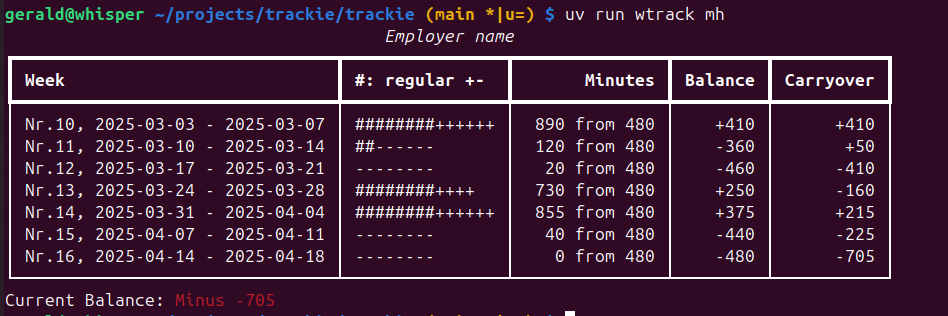 gerald@whisper ~/projects/trackie/trackie (main *|u=) $ uv run wtrack mh
Employer name
Week #: regular +- Minutes Balance Carryover
Nr.10, 2025-03-03 - 2025-03-07 ########++++++ 890 from 480 +410 +410
Nr.11, 2025-03-10 - 2025-03-14 ##------ 120 from 480 -360 +50
Nr.12, 2025-03-17 - 2025-03-21 -------- 20 from 480 -460 -410
Nr.13, 2025-03-24 - 2025-03-28 ########++++ 730 from 480 +250 -160
Nr.14, 2025-03-31 - 2025-04-04 ########++++++ 855 from 480 +375 +215
Nr.15, 2025-04-07 - 2025-04-11 -------- 40 from 480 -440 -225
Nr.16, 2025-04-14 - 2025-04-18 -------- 0 from 480 -480 -705
Current Balance: Minus -705